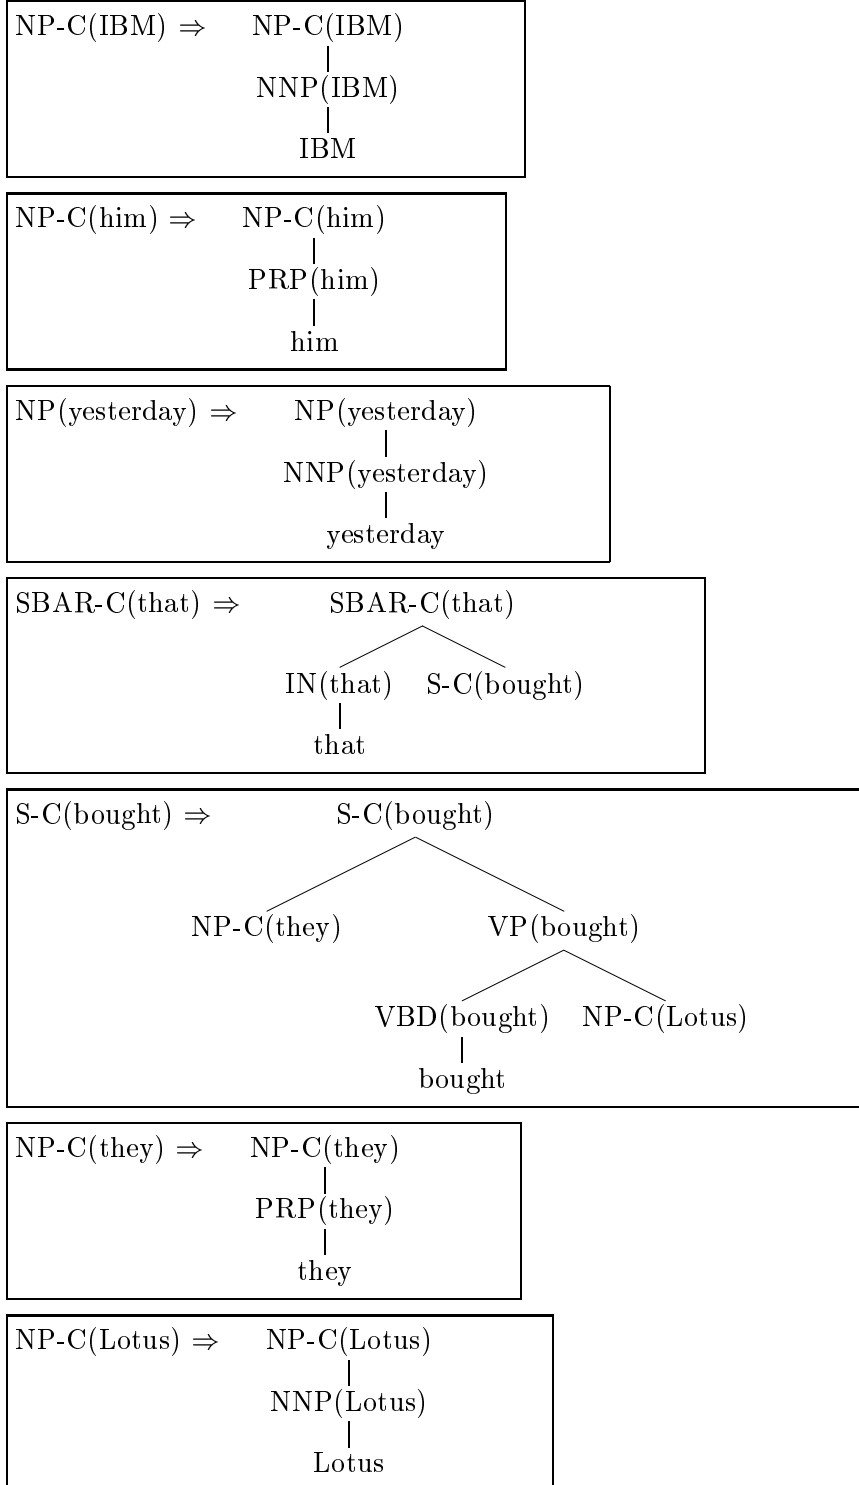 NP-C(IBM) ⇒ NP-C(IBM)
NNP(IBM)
IBM
NP-C(him) ⇒ NP-C(him)
PRP(him)
him
NP(yesterday) ⇒ NP(yesterday)
NNP(yesterday)
yesterday
SBAR-C(that) ⇒ SBAR-C(that)
IN(that) S-C(bought)
that
S-C(bought) ⇒ S-C(bought)
NP-C(they) VP(bought)
VBD(bought) NP-C(Lotus)
bought
NP-C(they) ⇒ NP-C(they)
PRP(they)
they
NP-C(Lotus) ⇒ NP-C(Lotus)
NNP(Lotus)
Lotus